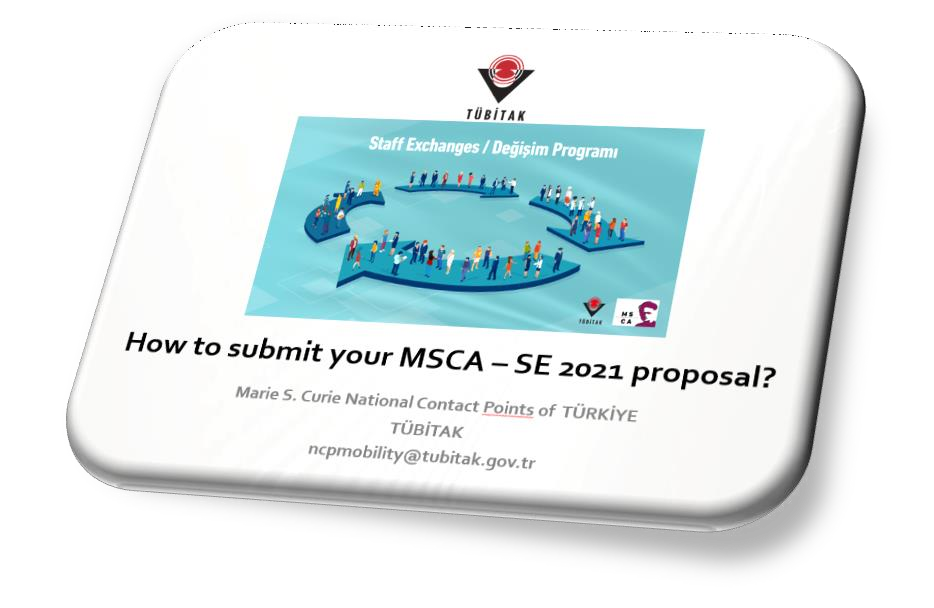 TÜBİTAK
Staff Exchanges / Değişim Programı
TÜBİTAK
MS
CA
How to submit your MSCA – SE 2021 proposal?
Marie S. Curie National Contact Points of TÜRKİYE
TÜBİTAK
ncpmobility@tubitak.gov.tr